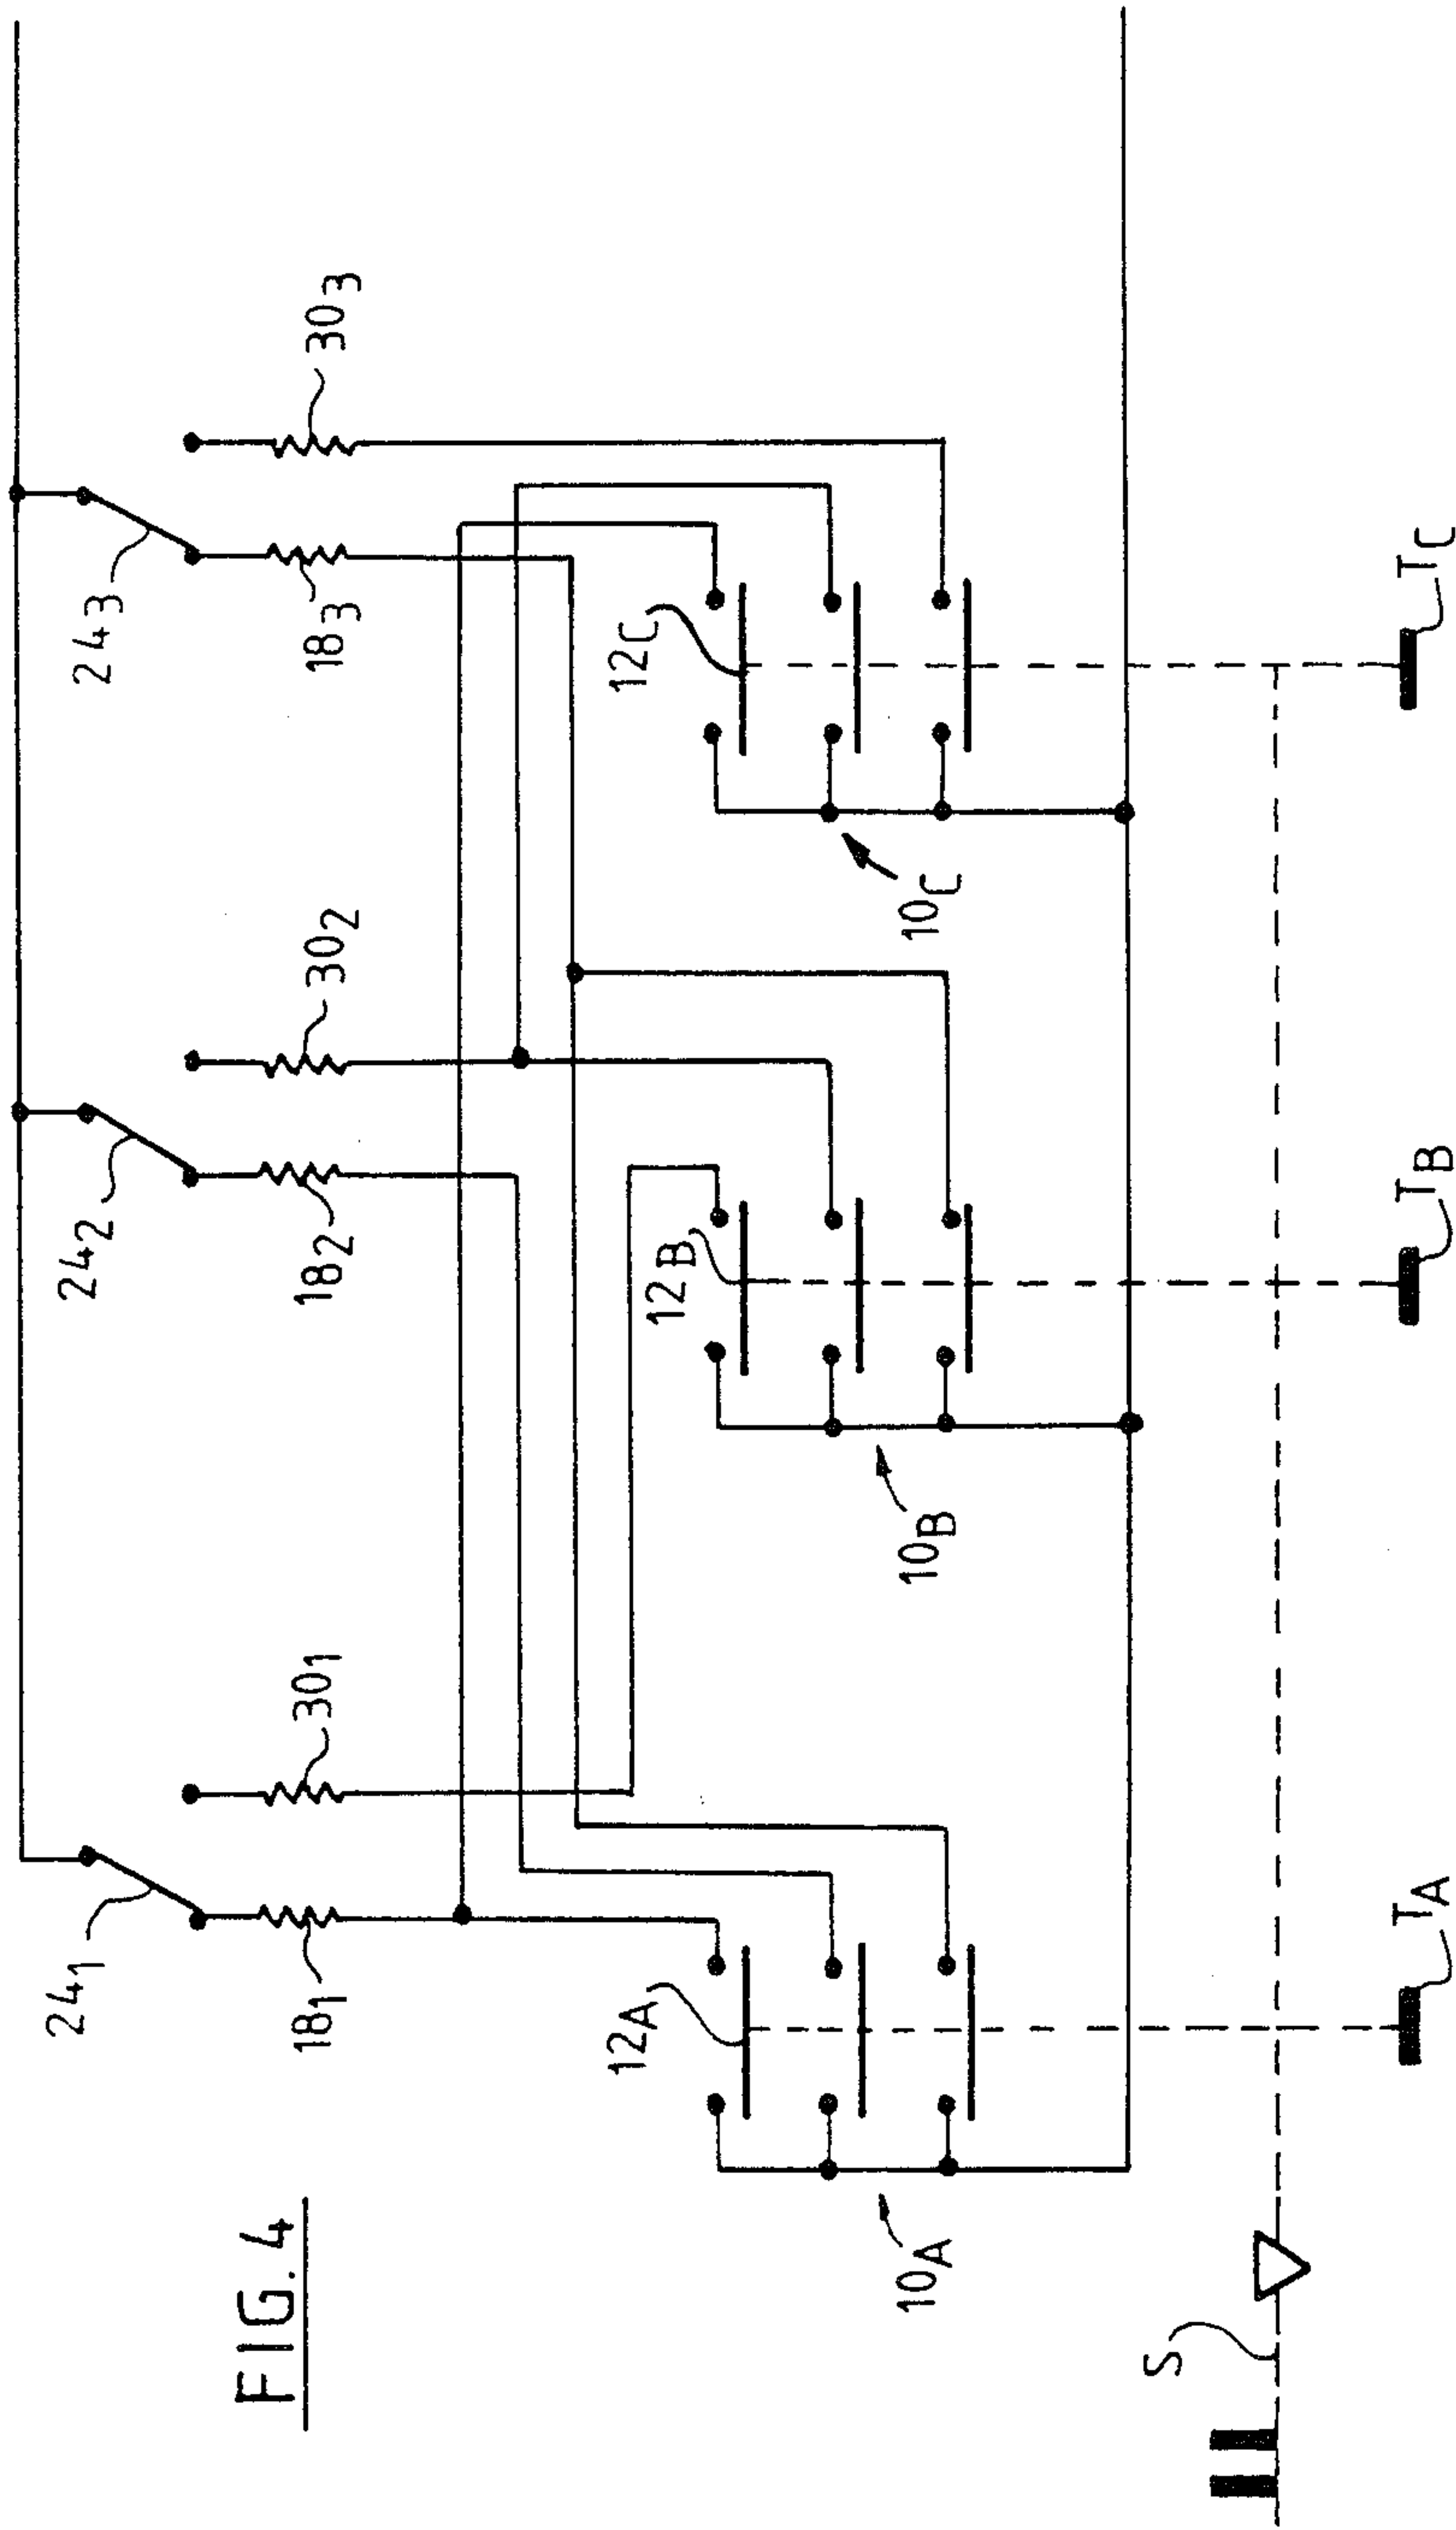 FIG. 4
24₁
24₂
24₃
18₁
30₁
18₂
30₂
18₃
30₃
12A
12B
12C
10A
10B
10C
S
TA
TB
TC